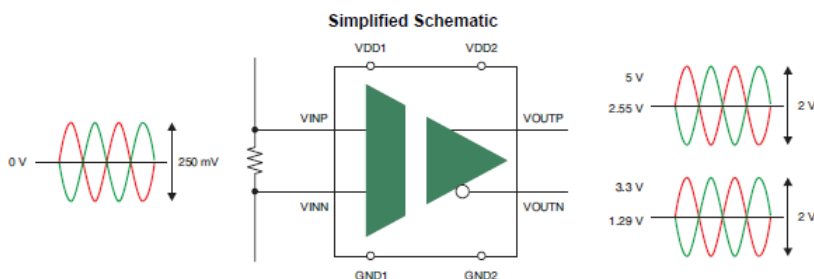 Simplified Schematic
VDD1
VDD2
VINP
VOUTP
0 V
250 mV
VINN
VOUTN
GND1
GND2
5 V
2.55 V
2 V
3.3 V
1.29 V
2 V